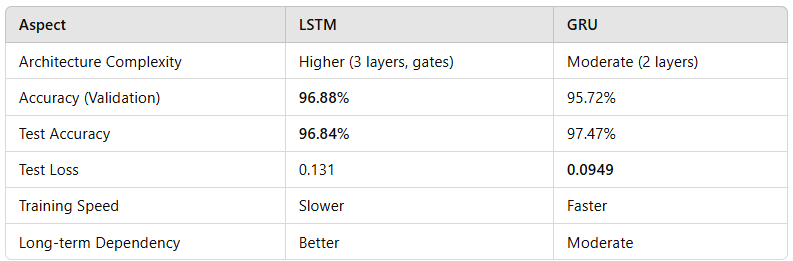 Aspect LSTM GRU
Architecture Complexity Higher (3 layers, gates) Moderate (2 layers)
Accuracy (Validation) 96.88% 95.72%
Test Accuracy 96.84% 97.47%
Test Loss 0.131 0.0949
Training Speed Slower Faster
Long-term Dependency Better Moderate